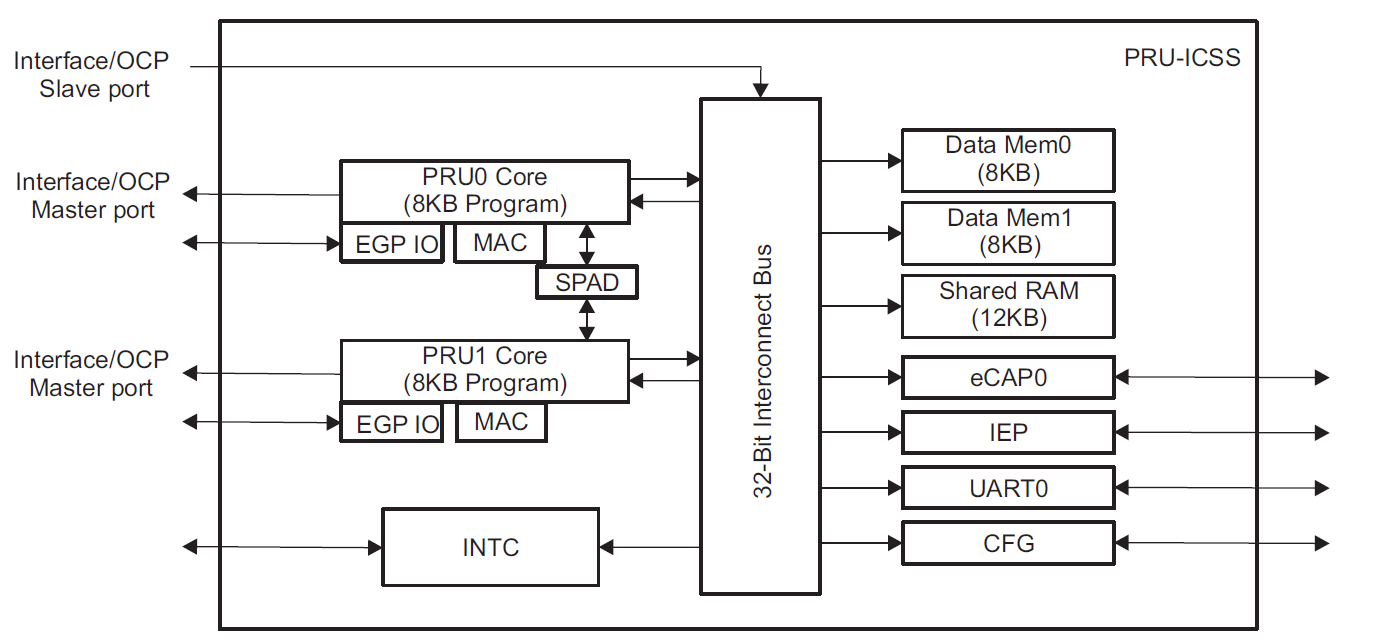 PRU-ICSS
Interface/OCP
Slave port
Interface/OCP
Master port
PRU0 Core
(8KB Program)
EGP IO
MAC
SPAD
Interface/OCP
Master port
PRU1 Core
(8KB Program)
EGP IO
MAC
INTC
32-Bit Interconnect Bus
Data Mem0
(8KB)
Data Mem1
(8KB)
Shared RAM
(12KB)
eCAP0
IEP
UART0
CFG